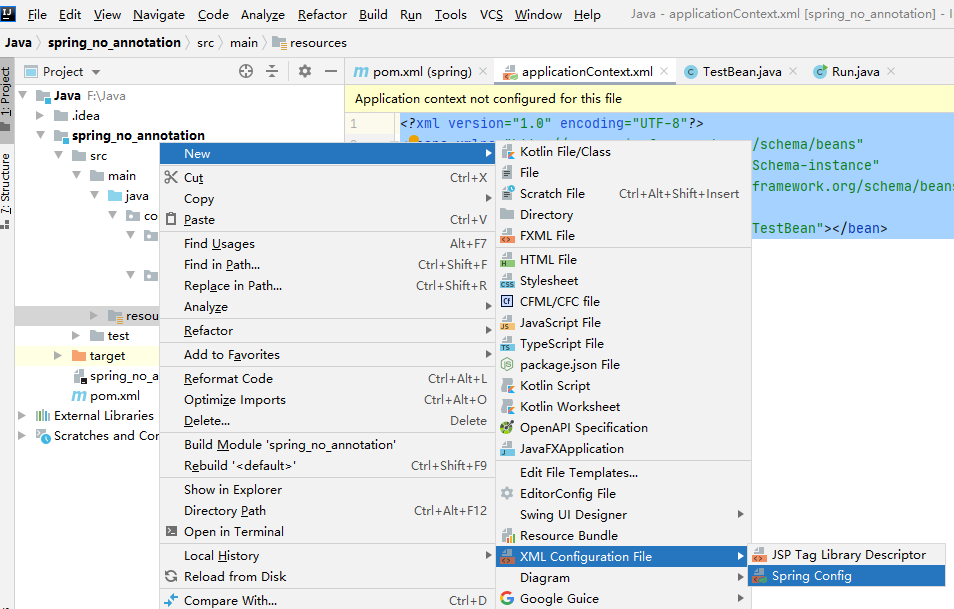 File Edit View Navigate Code Analyze Refactor Build Run Tools VCS Window Help Java - applicationContext.xml [spring_no_annotation] - I
Java spring_no_annotation src main resources
Project pom.xml (spring) applicationContext.xml TestBean.java Run.java
1: Project
7: Structure
Java F:\Java
.idea
spring_no_annotation
src
main
java
co
resou
test
target
spring_no_a
pom.xml
External Libraries
Scratches and Cor
Application context not configured for this file
1 <?xml version="1.0" encoding="UTF-8"?>
/schema/beans"
Schema-instance"
framework.org/schema/beans
TestBean"></bean>
New
Cut Ctrl+X
Copy
Paste Ctrl+V
Find Usages Alt+F7
Find in Path... Ctrl+Shift+F
Replace in Path... Ctrl+Shift+R
Analyze
Refactor
Add to Favorites
Reformat Code Ctrl+Alt+L
Optimize Imports Ctrl+Alt+O
Delete... Delete
Build Module 'spring_no_annotation'
Rebuild '<default>' Ctrl+Shift+F9
Show in Explorer
Directory Path Ctrl+Alt+F12
Open in Terminal
Local History
Reload from Disk
Compare With... Ctrl+D
Kotlin File/Class
File
Scratch File Ctrl+Alt+Shift+Insert
Directory
FXML File
HTML File
Stylesheet
CFML/CFC file
JavaScript File
TypeScript File
package.json File
Kotlin Script
Kotlin Worksheet
OpenAPI Specification
JavaFXApplication
Edit File Templates...
EditorConfig File
Swing UI Designer
Resource Bundle
XML Configuration File
Diagram
Google Guice
JSP Tag Library Descriptor
Spring Config